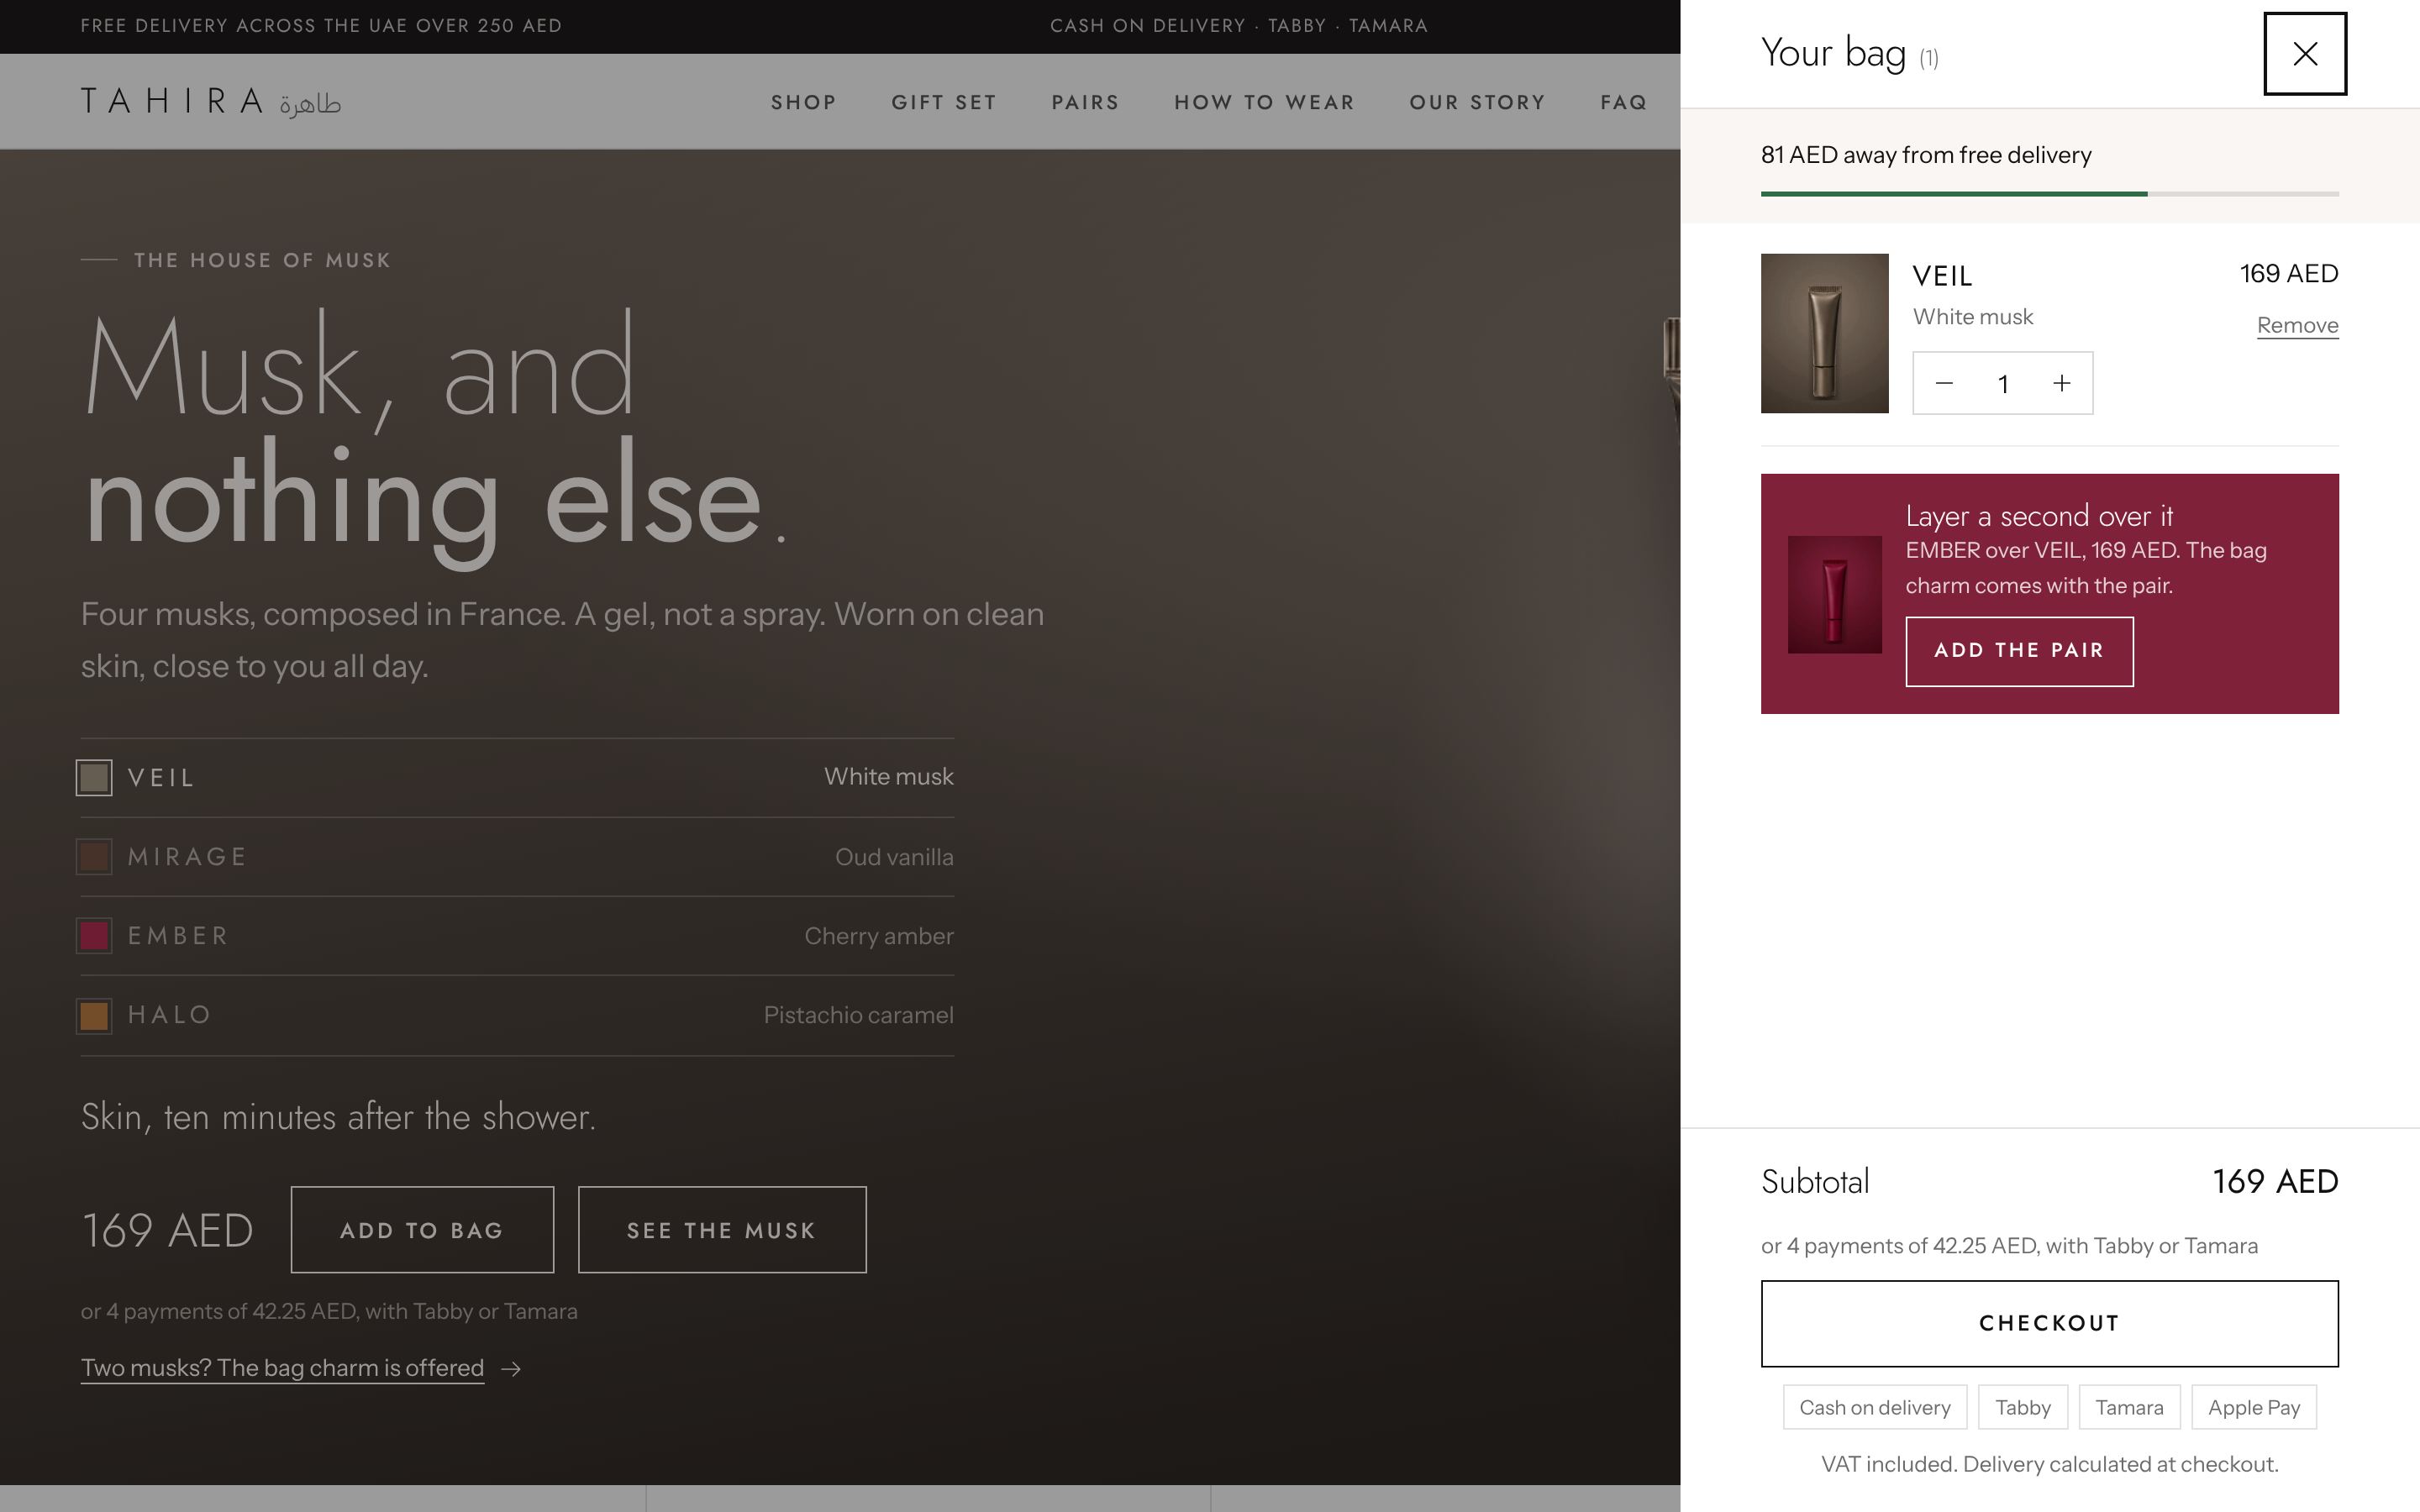 FREE DELIVERY ACROSS THE UAE OVER 250 AED
CASH ON DELIVERY · TABBY · TAMARA
TAHIRA طاهرة
SHOP
GIFT SET
PAIRS
HOW TO WEAR
OUR STORY
FAQ
THE HOUSE OF MUSK
Musk, and
nothing else.
Four musks, composed in France. A gel, not a spray. Worn on clean
skin, close to you all day.
VEIL White musk
MIRAGE Oud vanilla
EMBER Cherry amber
HALO Pistachio caramel
Skin, ten minutes after the shower.
169 AED
ADD TO BAG
SEE THE MUSK
or 4 payments of 42.25 AED, with Tabby or Tamara
Two musks? The bag charm is offered →
Your bag (1)
81 AED away from free delivery
VEIL
169 AED
White musk
Remove
− 1 +
Layer a second over it
EMBER over VEIL, 169 AED. The bag
charm comes with the pair.
ADD THE PAIR
Subtotal 169 AED
or 4 payments of 42.25 AED, with Tabby or Tamara
CHECKOUT
Cash on delivery
Tabby
Tamara
Apple Pay
VAT included. Delivery calculated at checkout.